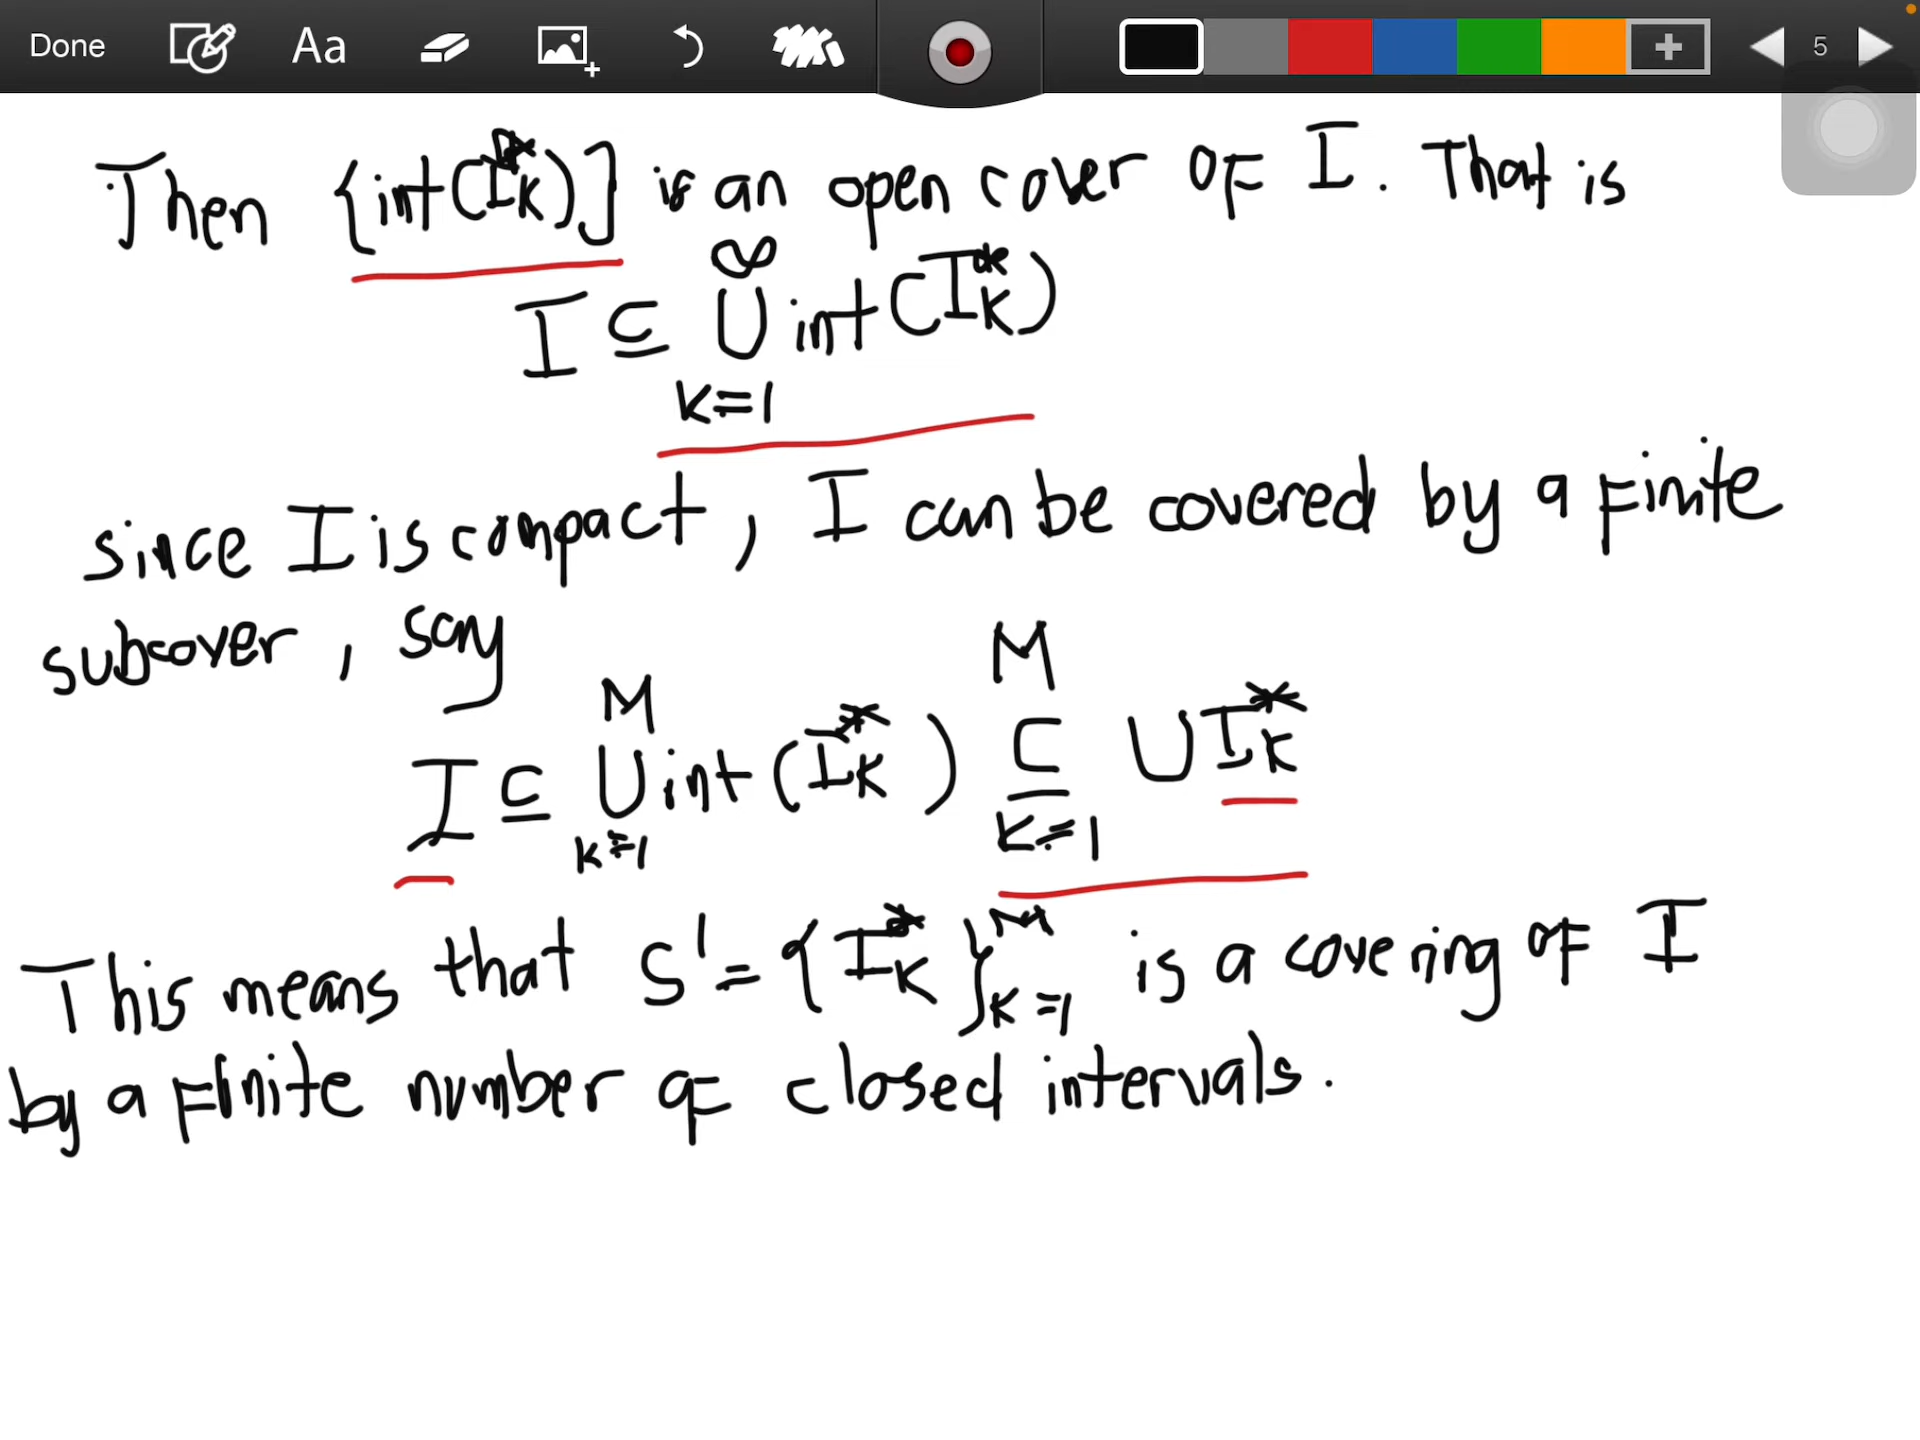 Done Aa 5
Then {int(I*k)} is an open cover of I. That is
I ⊆ ∞ ∪ k=1 int(I*k)
since I is compact, I can be covered by a finite
subcover, say
I ⊆ M ∪ k=1 int(I*k) M ⊆ k=1 ∪ I*k
This means that S' = {I*k}M k=1 is a covering of I
by a finite number of closed intervals.